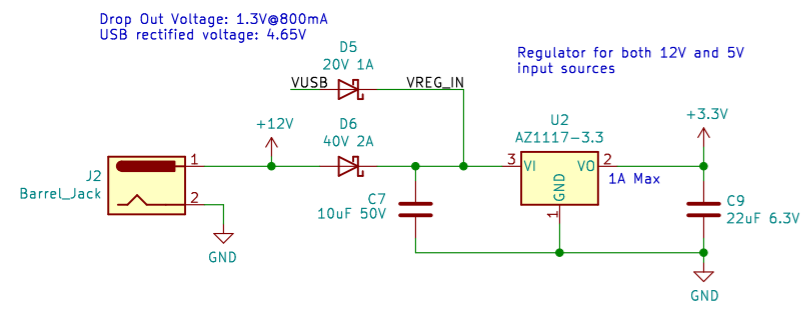 Drop Out Voltage: 1.3V@800mA
USB rectified voltage: 4.65V
D5
20V 1A
VUSB
VREG_IN
Regulator for both 12V and 5V
input sources
+12V
D6
40V 2A
U2
AZ1117-3.3
+3.3V
J2
Barrel_Jack
1
2
GND
C7
10uF 50V
3
VI
VO
2
GND
1
1A Max
C9
22uF 6.3V
GND